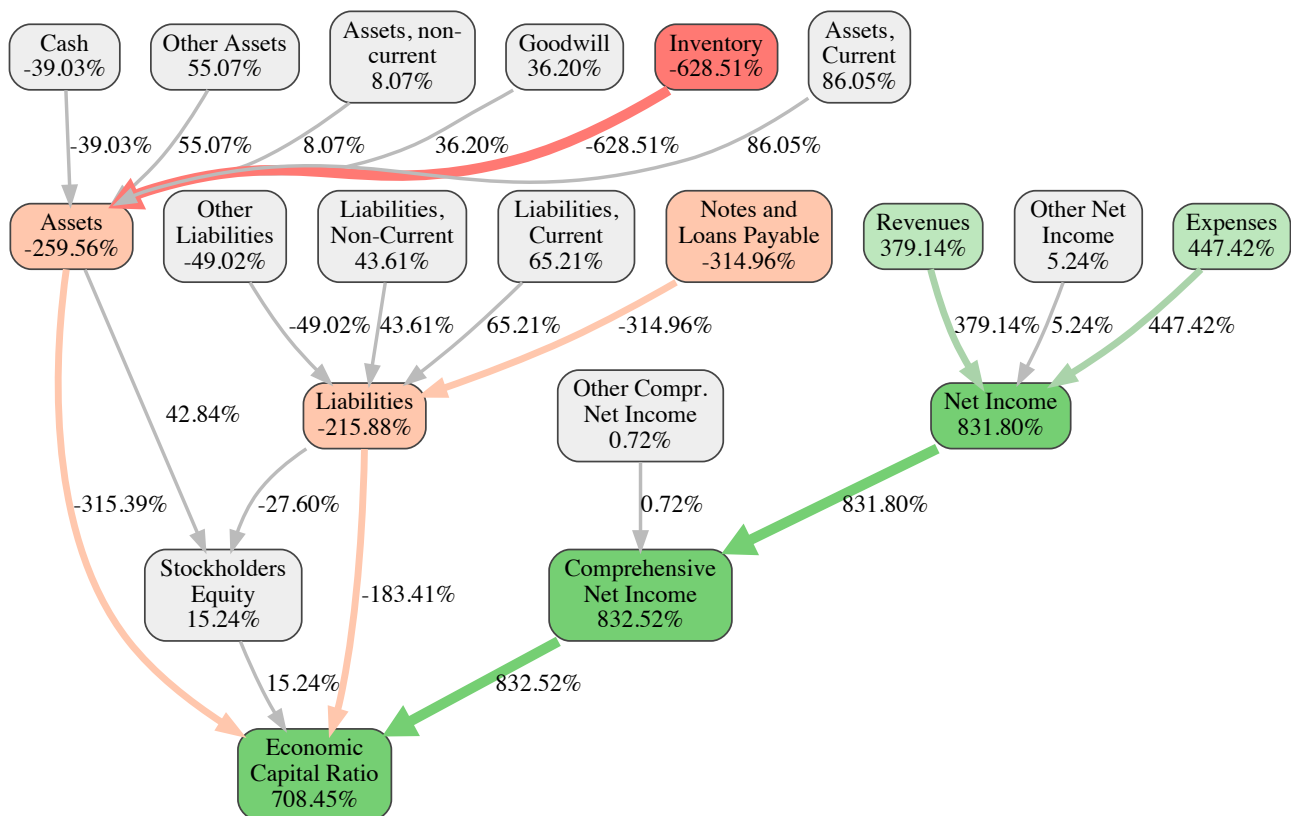 Cash
-39.03%
Other Assets
55.07%
Assets, non-
current
8.07%
Goodwill
36.20%
Inventory
-628.51%
Assets,
Current
86.05%
-39.03%
55.07%
8.07%
36.20%
-628.51%
86.05%
Assets
-259.56%
Other
Liabilities
-49.02%
Liabilities,
Non-Current
43.61%
Liabilities,
Current
65.21%
Notes and
Loans Payable
-314.96%
Revenues
379.14%
Other Net
Income
5.24%
Expenses
447.42%
-49.02%
43.61%
65.21%
-314.96%
379.14%
5.24%
447.42%
Liabilities
-215.88%
Other Compr.
Net Income
0.72%
Net Income
831.80%
42.84%
-315.39%
-27.60%
0.72%
831.80%
Stockholders
Equity
15.24%
-183.41%
Comprehensive
Net Income
832.52%
15.24%
832.52%
Economic
Capital Ratio
708.45%